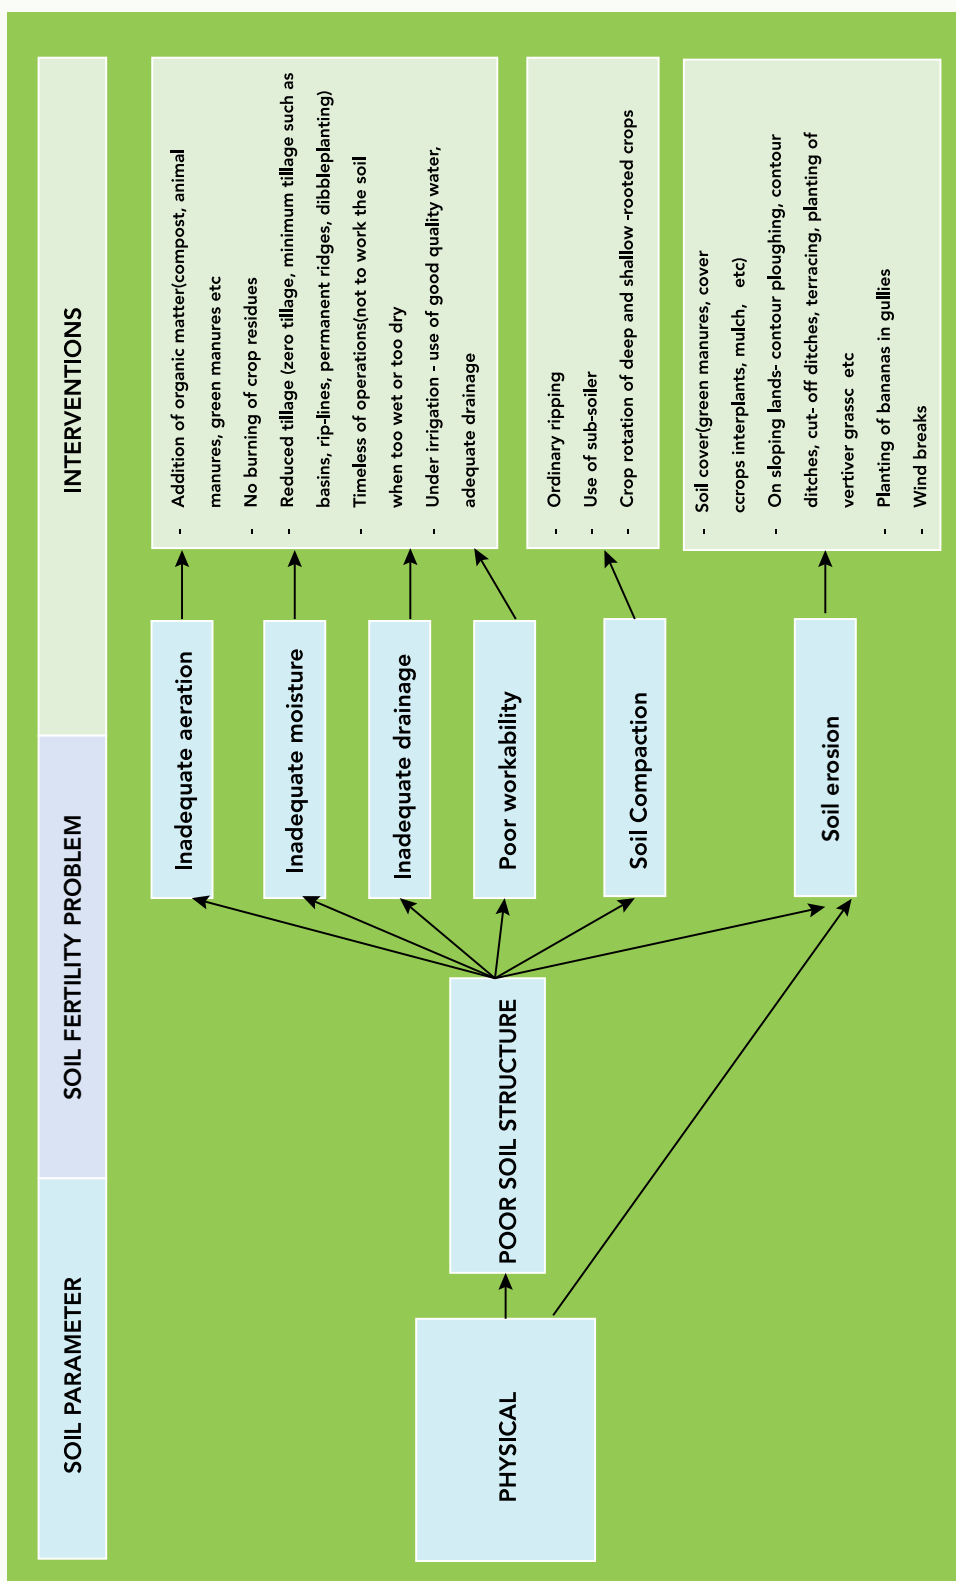 SOIL PARAMETER
SOIL FERTILITY PROBLEM
INTERVENTIONS
PHYSICAL
POOR SOIL STRUCTURE
Inadequate aeration
Inadequate moisture
Inadequate drainage
Poor workability
Soil Compaction
Soil erosion
- Addition of organic matter(compost, animal
manures, green manures etc
- No burning of crop residues
- Reduced tillage (zero tillage, minimum tillage such as
basins, rip-lines, permanent ridges, dibbleplanting)
- Timeless of operations(not to work the soil
when too wet or too dry
- Under irrigation - use of good quality water,
adequate drainage
- Ordinary ripping
- Use of sub-soiler
- Crop rotation of deep and shallow -rooted crops
- Soil cover(green manures, cover
ccrops interplants, mulch, etc)
- On sloping lands- contour ploughing, contour
ditches, cut- off ditches, terracing, planting of
vertiver grassc etc
- Planting of bananas in gullies
- Wind breaks